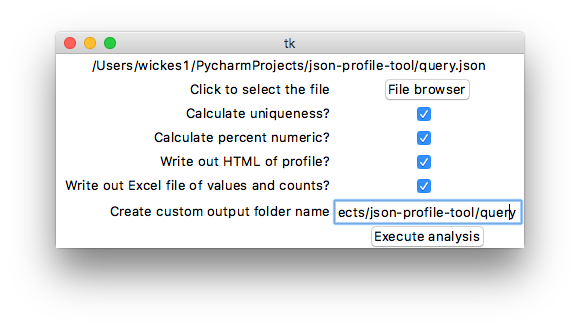 tk
/Users/wickes1/PycharmProjects/json-profile-tool/query.json
Click to select the file File browser
Calculate uniqueness?
Calculate percent numeric?
Write out HTML of profile?
Write out Excel file of values and counts?
Create custom output folder name ects/json-profile-tool/query
Execute analysis